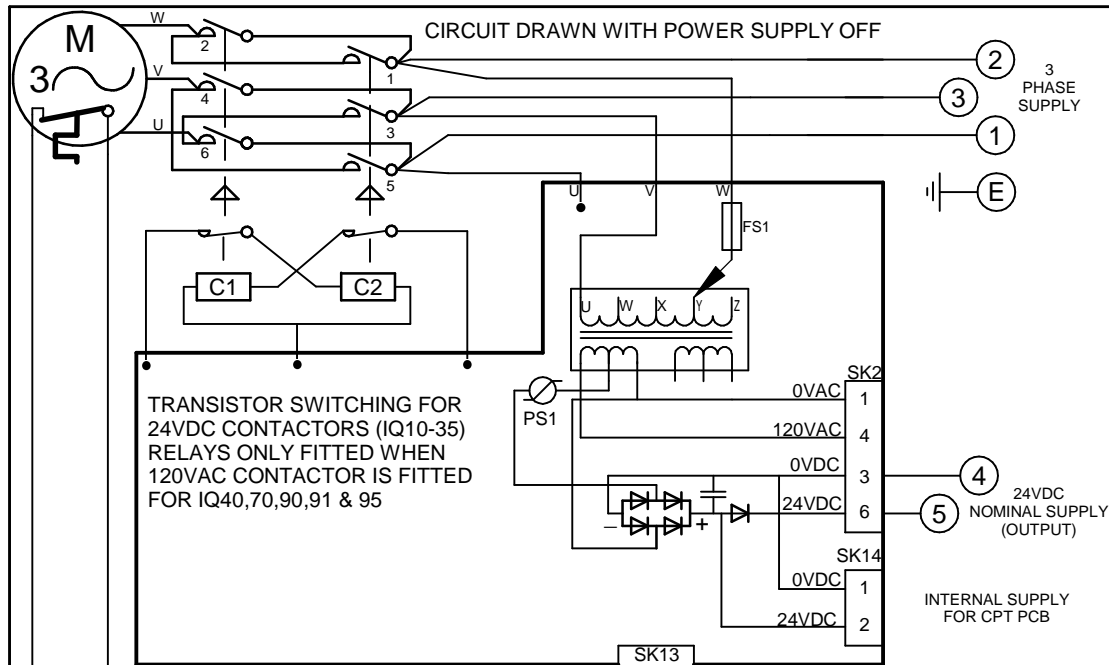 CIRCUIT DRAWN WITH POWER SUPPLY OFF
M
3
W
V
U
2
4
6
1
3
5
2
3
1
E
3
PHASE
SUPPLY
U
V
W
FS1
C1
C2
U
W
X
Y
Z
PS1
TRANSISTOR SWITCHING FOR
24VDC CONTACTORS (IQ10-35)
RELAYS ONLY FITTED WHEN
120VAC CONTACTOR IS FITTED
FOR IQ40,70,90,91 & 95
SK2
0VAC 1
120VAC 4
0VDC 3
24VDC 6
4
5
24VDC
NOMINAL SUPPLY
(OUTPUT)
− +
SK14
0VDC 1
24VDC 2
INTERNAL SUPPLY
FOR CPT PCB
SK13